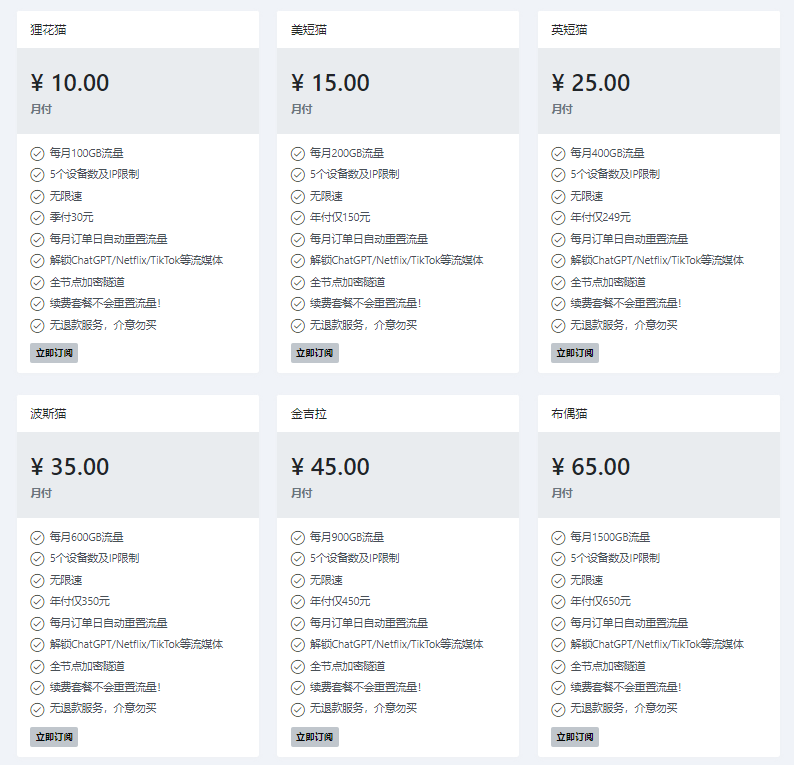 狸花猫
¥ 10.00
月付
每月100GB流量
5个设备数及IP限制
无限速
季付30元
每月订单日自动重置流量
解锁ChatGPT/Netflix/TikTok等流媒体
全节点加密隧道
续费套餐不会重置流量!
无退款服务，介意勿买
立即订阅
美短猫
¥ 15.00
月付
每月200GB流量
5个设备数及IP限制
无限速
年付仅150元
每月订单日自动重置流量
解锁ChatGPT/Netflix/TikTok等流媒体
全节点加密隧道
续费套餐不会重置流量!
无退款服务，介意勿买
立即订阅
英短猫
¥ 25.00
月付
每月400GB流量
5个设备数及IP限制
无限速
年付仅249元
每月订单日自动重置流量
解锁ChatGPT/Netflix/TikTok等流媒体
全节点加密隧道
续费套餐不会重置流量!
无退款服务，介意勿买
立即订阅
波斯猫
¥ 35.00
月付
每月600GB流量
5个设备数及IP限制
无限速
年付仅350元
每月订单日自动重置流量
解锁ChatGPT/Netflix/TikTok等流媒体
全节点加密隧道
续费套餐不会重置流量!
无退款服务，介意勿买
立即订阅
金吉拉
¥ 45.00
月付
每月900GB流量
5个设备数及IP限制
无限速
年付仅450元
每月订单日自动重置流量
解锁ChatGPT/Netflix/TikTok等流媒体
全节点加密隧道
续费套餐不会重置流量!
无退款服务，介意勿买
立即订阅
布偶猫
¥ 65.00
月付
每月1500GB流量
5个设备数及IP限制
无限速
年付仅650元
每月订单日自动重置流量
解锁ChatGPT/Netflix/TikTok等流媒体
全节点加密隧道
续费套餐不会重置流量!
无退款服务，介意勿买
立即订阅